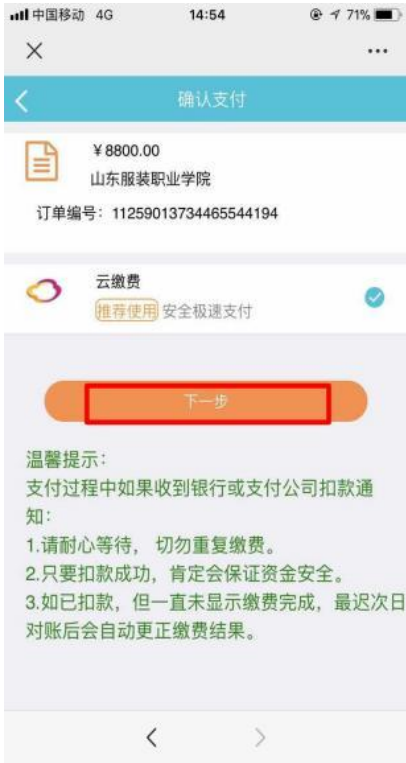 中国移动 4G 14:54 71%
确认支付
￥8800.00
山东服装职业学院
订单编号：11259013734465544194
云缴费
推荐使用 安全极速支付
下一步
温馨提示：
支付过程中如果收到银行或支付公司扣款通
知：
1.请耐心等待， 切勿重复缴费。
2.只要扣款成功，肯定会保证资金安全。
3.如已扣款，但一直未显示缴费完成，最迟次日
对账后会自动更正缴费结果。